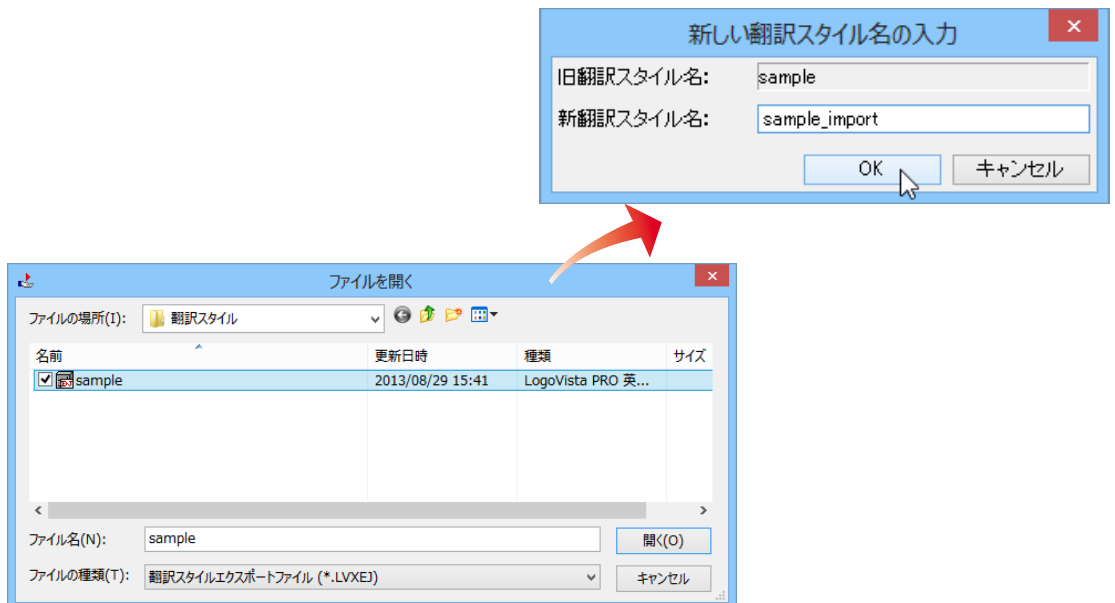 新しい翻訳スタイル名の入力
旧翻訳スタイル名: sample
新翻訳スタイル名: sample_import
OK キャンセル
ファイルを開く
ファイルの場所(I): 翻訳スタイル
名前 更新日時 種類 サイズ
sample 2013/08/29 15:41 LogoVista PRO 英...
ファイル名(N): sample 開く(O)
ファイルの種類(T): 翻訳スタイルエクスポートファイル (*.LVXEJ) キャンセル